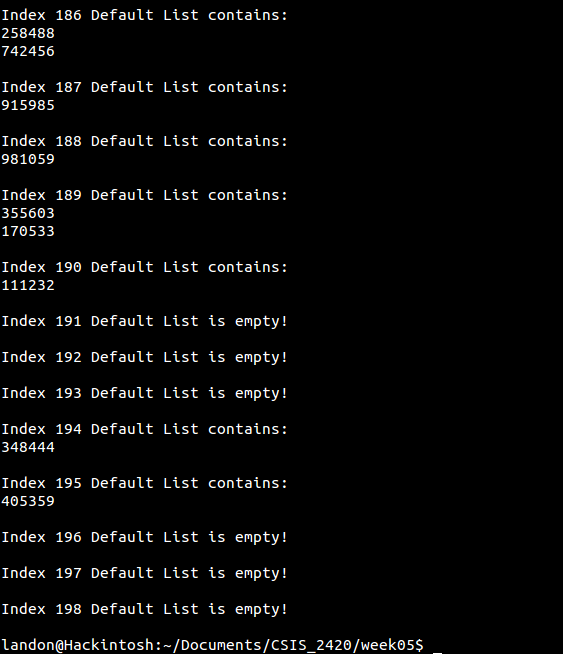 Index 186 Default List contains:
258488
742456
Index 187 Default List contains:
915985
Index 188 Default List contains:
981059
Index 189 Default List contains:
355603
170533
Index 190 Default List contains:
111232
Index 191 Default List is empty!
Index 192 Default List is empty!
Index 193 Default List is empty!
Index 194 Default List contains:
348444
Index 195 Default List contains:
405359
Index 196 Default List is empty!
Index 197 Default List is empty!
Index 198 Default List is empty!
landon@Hackintosh:~/Documents/CSIS_2420/week05$ _